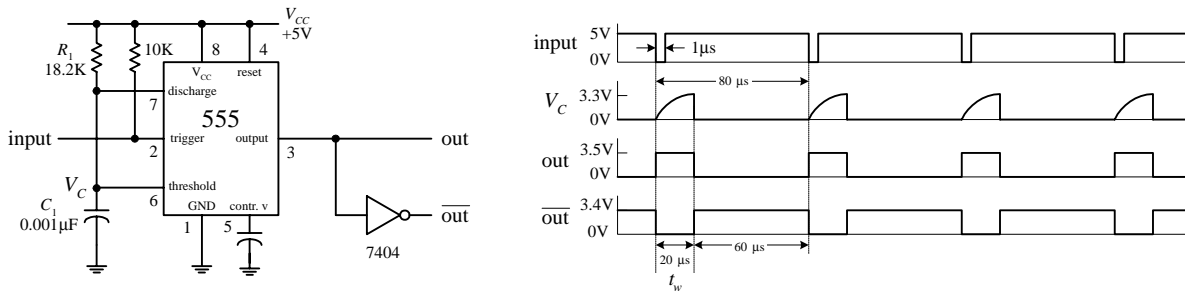 V_CC
+5V
R_1
18.2K
10K
8
4
V_CC
reset
7
discharge
555
input
trigger
output
out
2
3
V_C
threshold
6
C_1
0.001µF
GND
contr. v
1
5
7404
out
input
5V
0V
1µs
80 µs
V_C
3.3V
0V
out
3.5V
0V
out
3.4V
0V
60 µs
20 µs
t_w